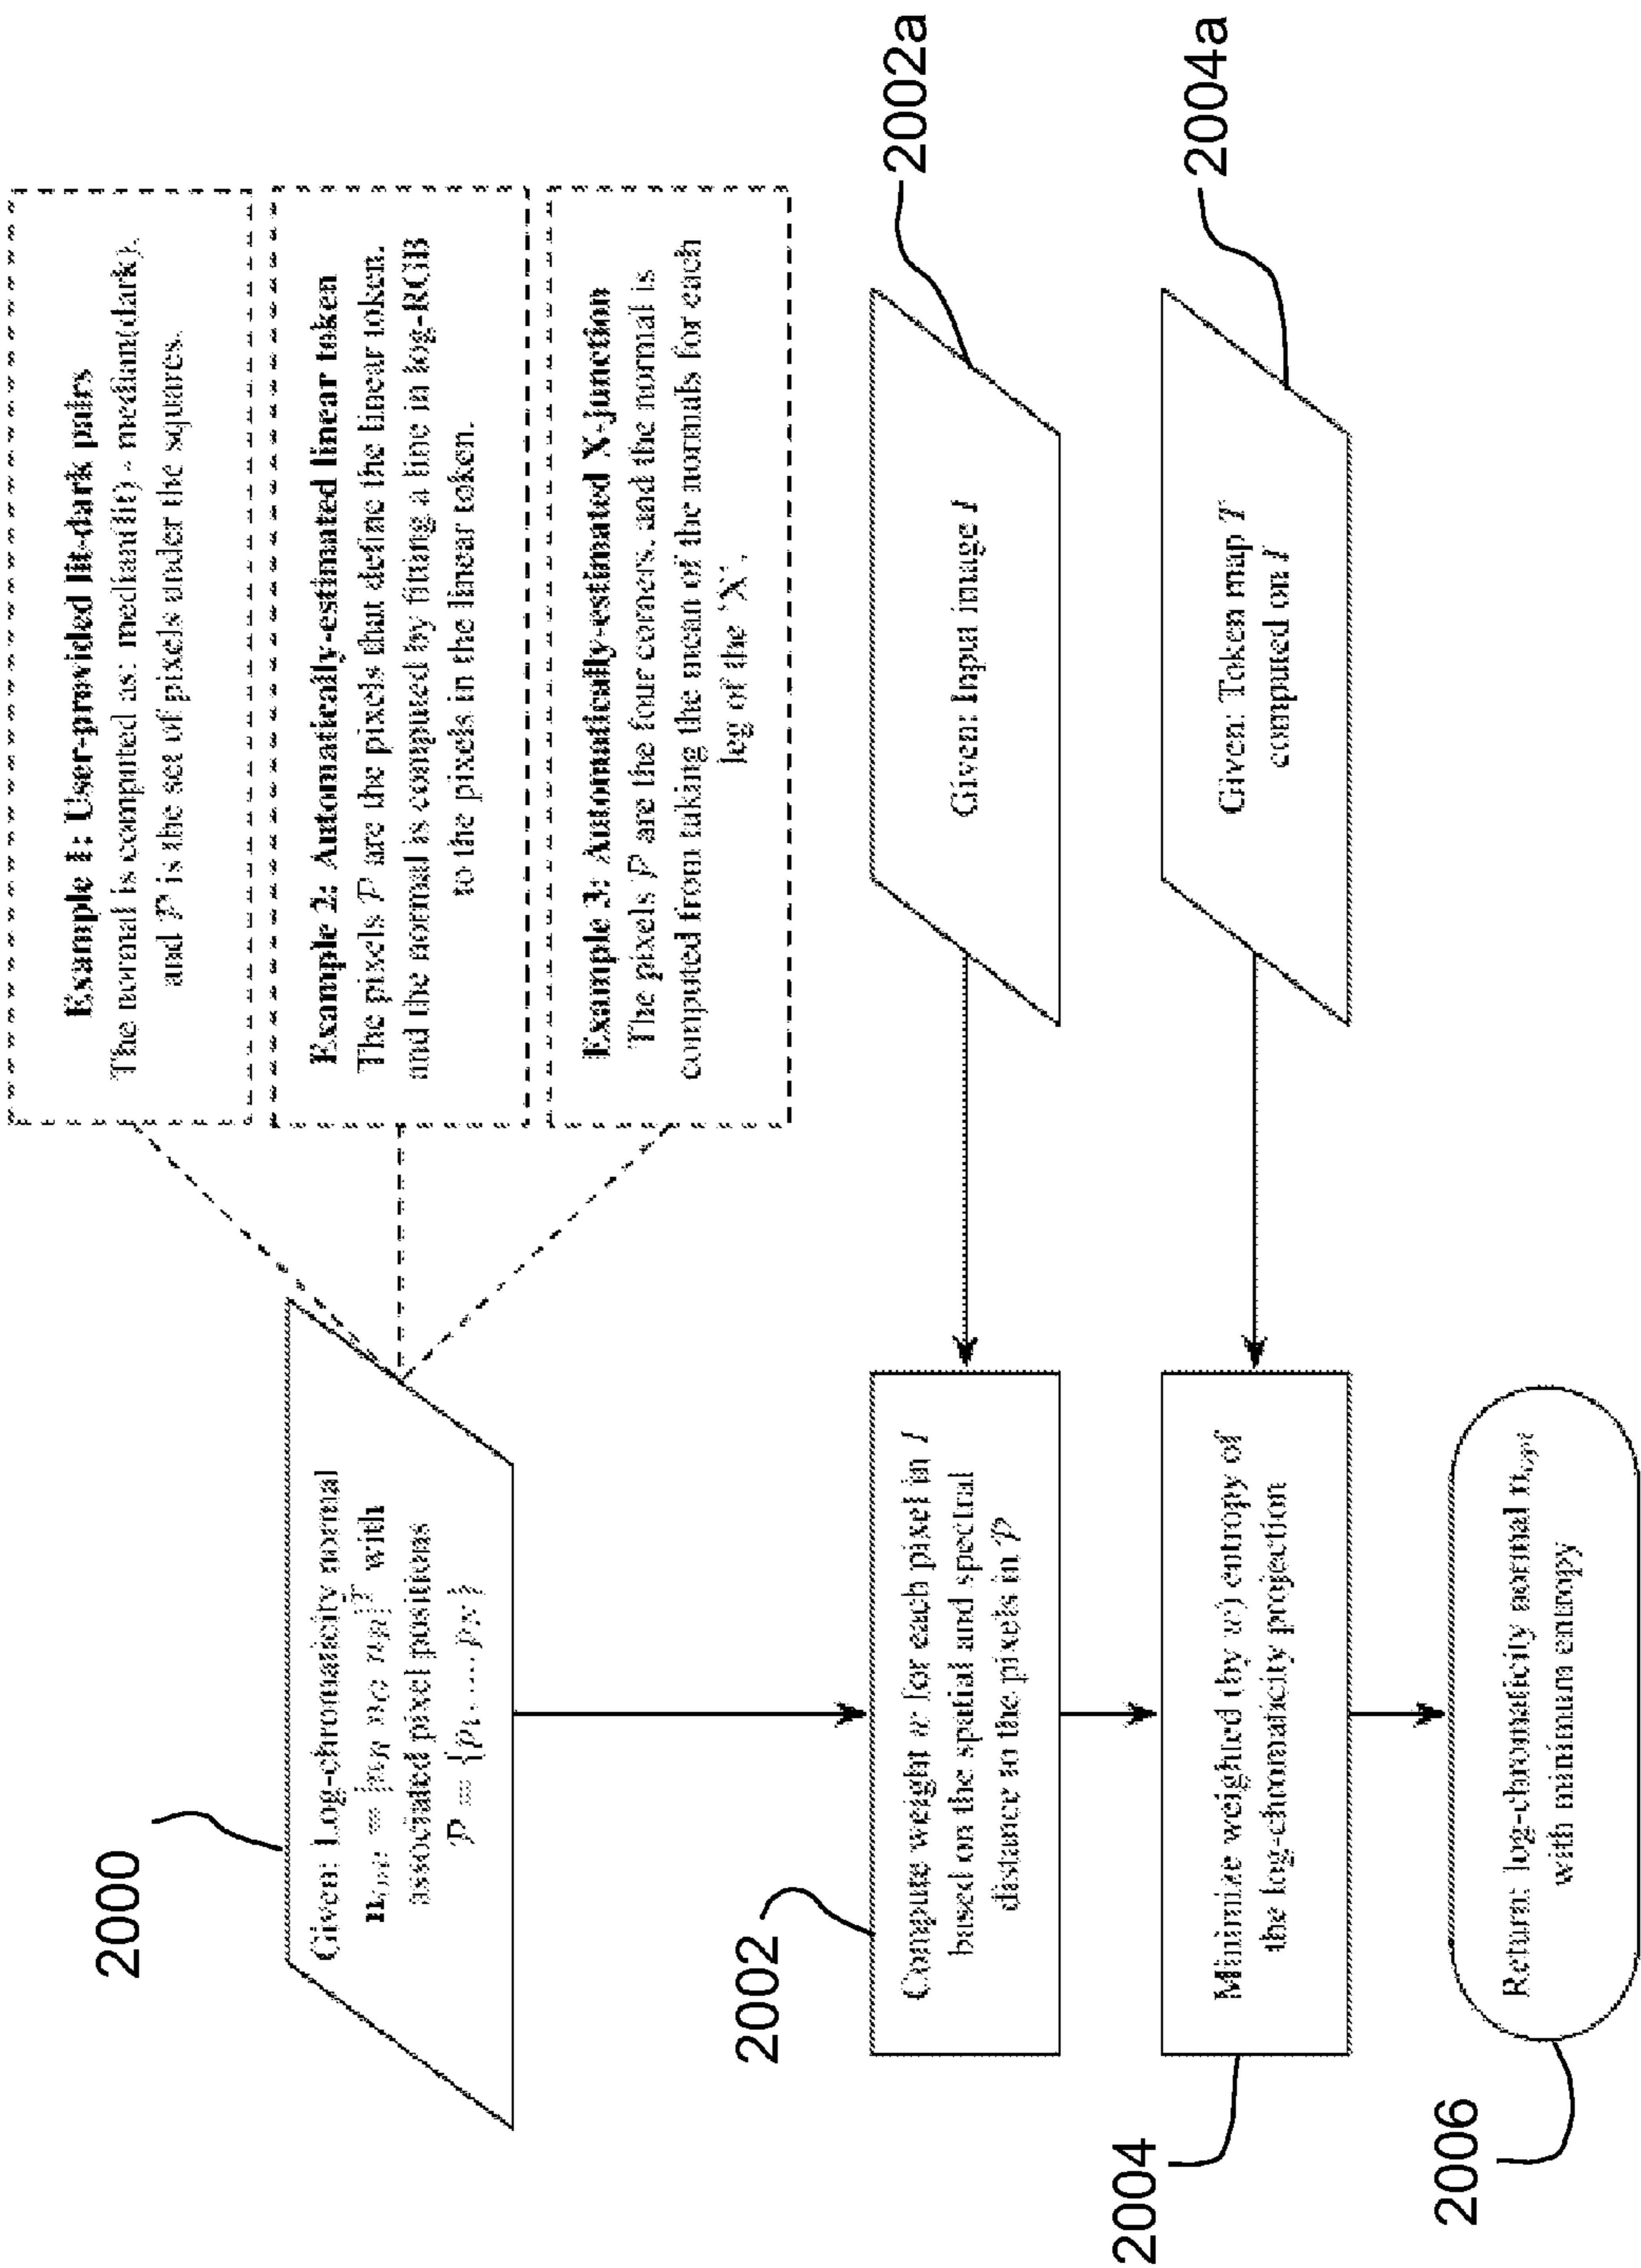 2000
Given: Log-chromaticity normal
= [n_R n_G n_B]^T with
associated pixel positions
P = {p_1, ..., p_N}
Example 1: User-provided lit-dark pairs
The normal is computed as: median(lit) - median(dark),
and P is the set of pixels under the squares.
Example 2: Automatically-estimated linear token
The pixels P are the pixels that define the linear token,
and the normal is computed by fitting a line in log-RGB
to the pixels in the linear token.
Example 3: Automatically-estimated X-junction
The pixels P are the four corners, and the normal is
computed from taking the mean of the normals for each
leg of the 'X'.
2002
Compute weight w for each pixel in I
based on the spatial and spectral
distance to the pixels in P
Given: Input image I
2002a
2004
Minimize weighted (by w) entropy of
the log-chromaticity projection
Given: Token map T
computed on I
2004a
2006
Return: log-chromaticity normal n_opt
with minimum entropy